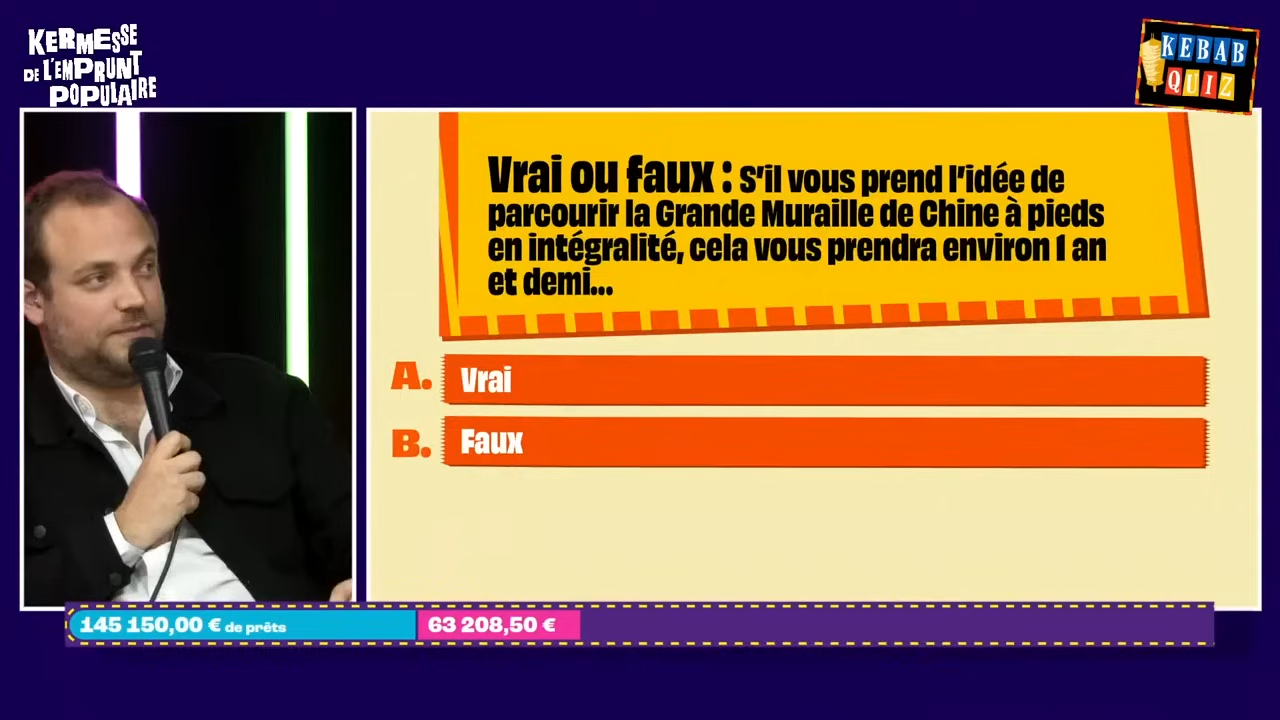 KERMESSE
DE L'EMPRUNT
POPULAIRE
KEBAB
QUIZ
Vrai ou faux : S'il vous prend l'idée de
parcourir la Grande Muraille de Chine à pieds
en intégralité, cela vous prendra environ 1 an
et demi...
A. Vrai
B. Faux
145 150,00 € de prêts
63 208,50 €